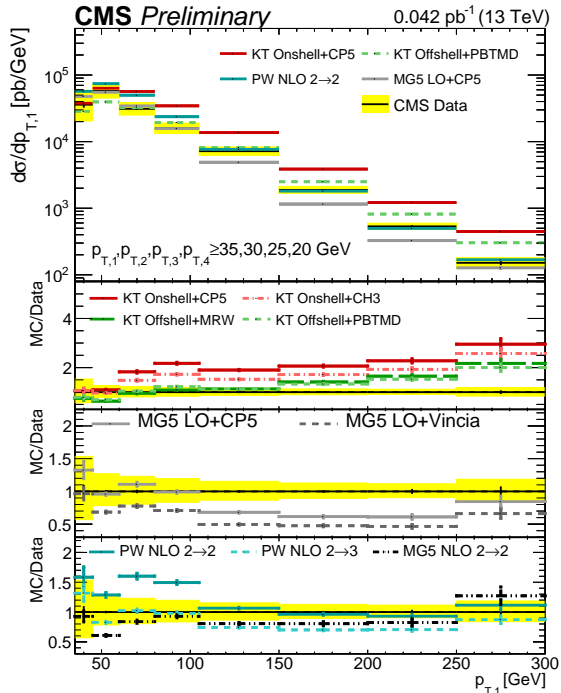 CMS Preliminary 0.042 pb⁻¹ (13 TeV)
dσ/dp_T,1 [pb/GeV]
KT Onshell+CP5 KT Offshell+PBTMD
PW NLO 2→2 MG5 LO+CP5
CMS Data
10⁵
10⁴
10³
10²
p_T,1,p_T,2,p_T,3,p_T,4≥35,30,25,20 GeV
MC/Data
KT Onshell+CP5 KT Onshell+CH3
KT Offshell+MRW KT Offshell+PBTMD
4
2
MC/Data
MG5 LO+CP5 MG5 LO+Vincia
2
1.5
1
0.5
MC/Data
PW NLO 2→2 PW NLO 2→3 MG5 NLO 2→2
2
1.5
1
0.5
50 100 150 200 250 300
p_T,1 [GeV]